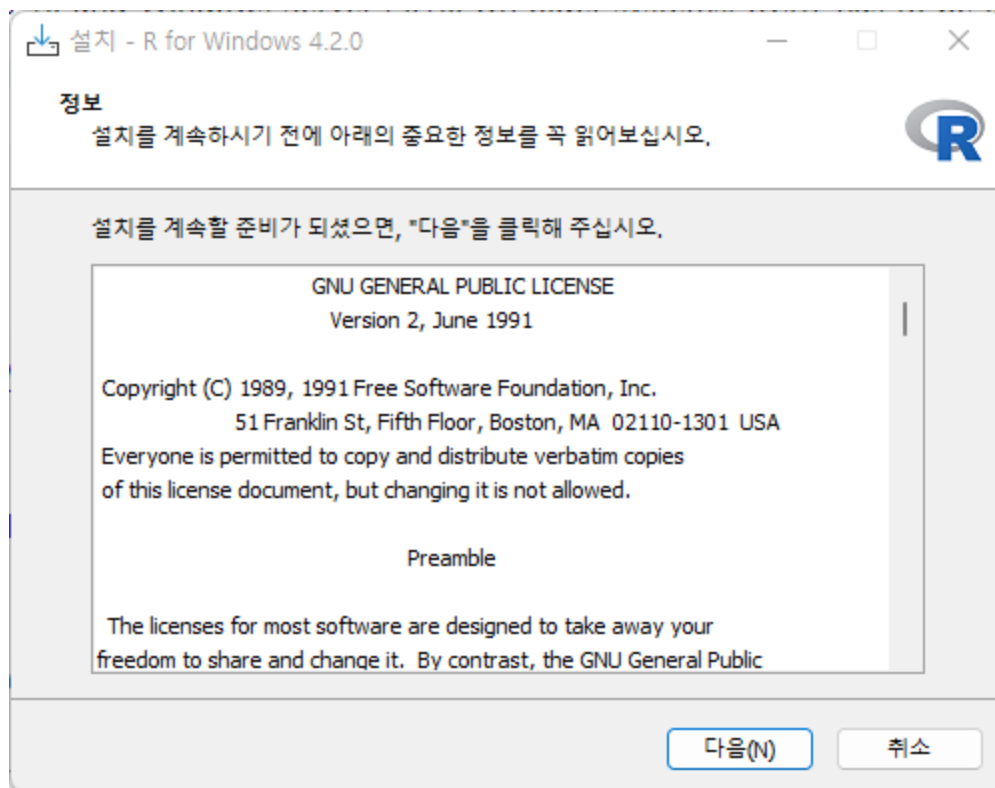 설치 - R for Windows 4.2.0
정보
설치를 계속하시기 전에 아래의 중요한 정보를 꼭 읽어보십시오.
R
설치를 계속할 준비가 되셨으면, "다음"을 클릭해 주십시오.
GNU GENERAL PUBLIC LICENSE
Version 2, June 1991
Copyright (C) 1989, 1991 Free Software Foundation, Inc.
51 Franklin St, Fifth Floor, Boston, MA  02110-1301  USA
Everyone is permitted to copy and distribute verbatim copies
of this license document, but changing it is not allowed.
Preamble
The licenses for most software are designed to take away your
freedom to share and change it.  By contrast, the GNU General Public
다음(N)
취소